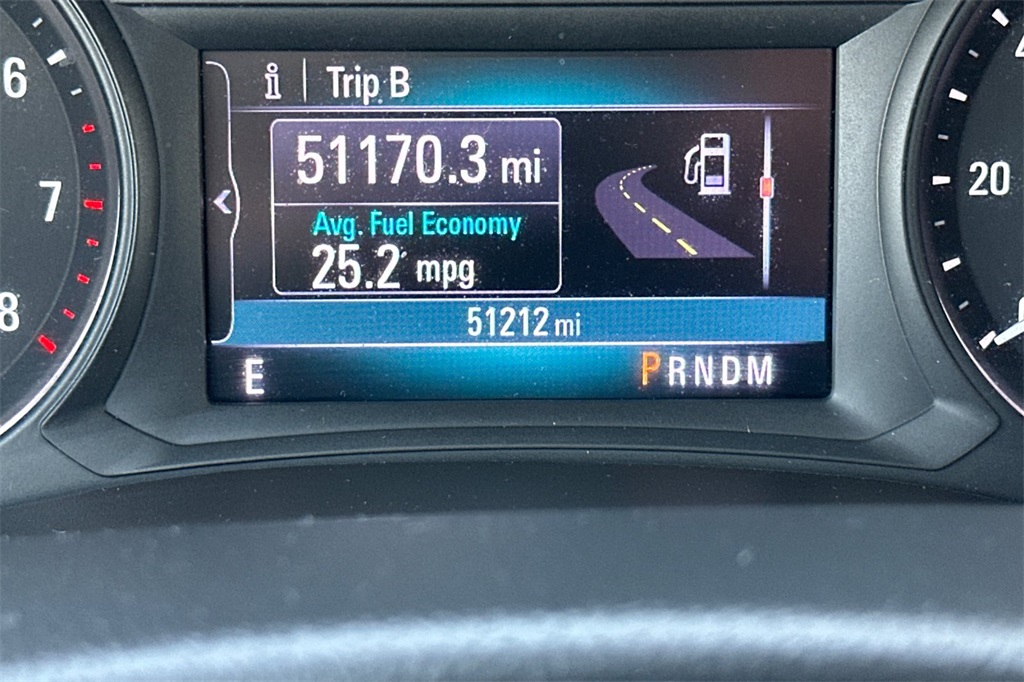 i | Trip B
51170.3 mi
Avg. Fuel Economy
25.2 mpg
51212 mi
E
PRNDM
6
7
8
20